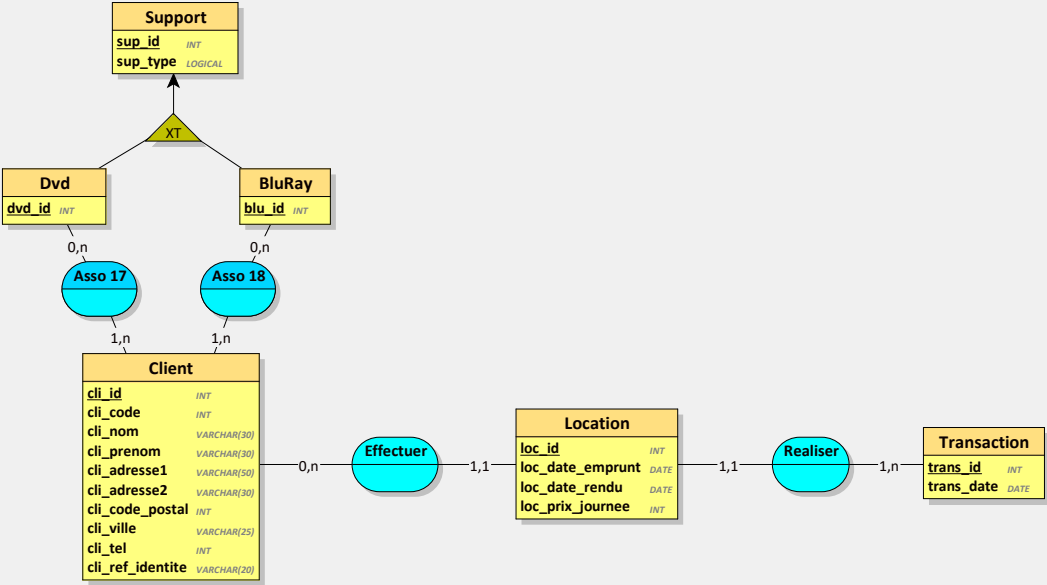 Support
sup_id INT
sup_type LOGICAL
XT
Dvd
dvd_id INT
BluRay
blu_id INT
0,n
0,n
Asso 17
Asso 18
1,n
1,n
Client
cli_id INT
cli_code INT
cli_nom VARCHAR(30)
cli_prenom VARCHAR(30)
cli_adresse1 VARCHAR(50)
cli_adresse2 VARCHAR(30)
cli_code_postal INT
cli_ville VARCHAR(25)
cli_tel INT
cli_ref_identite VARCHAR(20)
0,n
Effectuer
1,1
Location
loc_id INT
loc_date_emprunt DATE
loc_date_rendu DATE
loc_prix_journee INT
1,1
Realiser
1,n
Transaction
trans_id INT
trans_date DATE